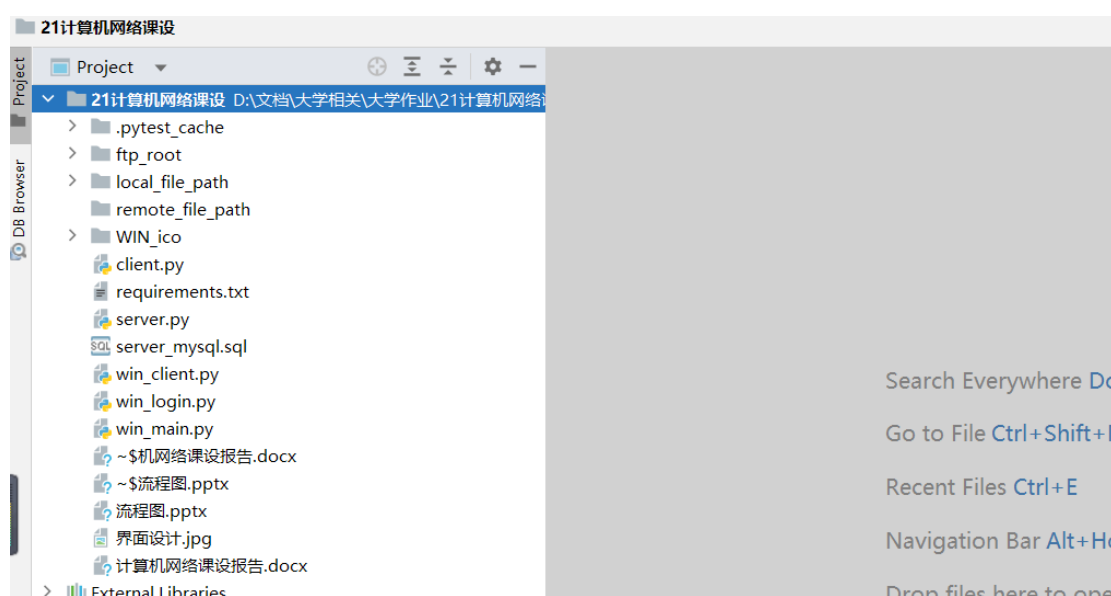 21计算机网络课设
Project
Project
21计算机网络课设 D:\文档\大学相关\大学作业\21计算机网络
.pytest_cache
ftp_root
local_file_path
remote_file_path
DB Browser
WIN_ico
client.py
requirements.txt
server.py
SQL server_mysql.sql
win_client.py
win_login.py
win_main.py
~$机网络课设报告.docx
~$流程图.pptx
流程图.pptx
界面设计.jpg
计算机网络课设报告.docx
External Libraries
Search Everywhere
Go to File Ctrl+Shift+
Recent Files Ctrl+E
Navigation Bar
Drop files here to